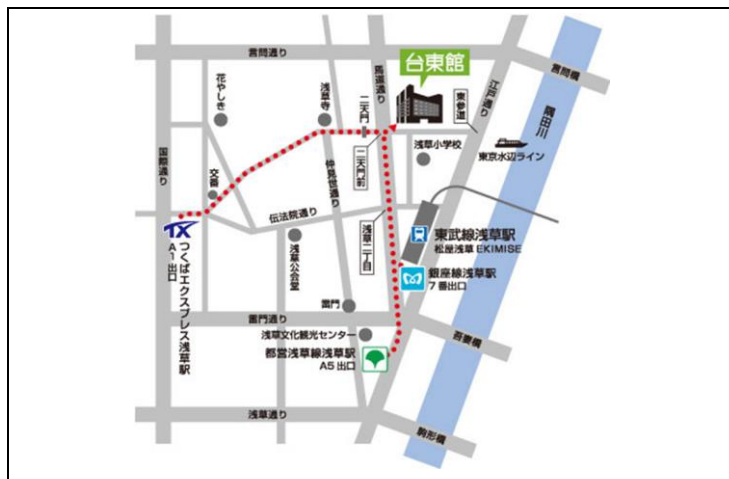 言問通り
台東館
花やしき
浅草寺
二天門
馬道通り
江戸通り
東参道
言問橋
隅田川
国際通り
交番
仲見世通り
二天門前
浅草小学校
東京水辺ライン
伝法院通り
浅草二丁目
TX
つくばエクスプレス浅草駅
A1出口
浅草公会堂
東武線浅草駅
松屋浅草 EKIMISE
銀座線浅草駅
7番出口
雷門
雷門通り
浅草文化観光センター
都営浅草線浅草駅
A5出口
吾妻橋
浅草通り
駒形橋